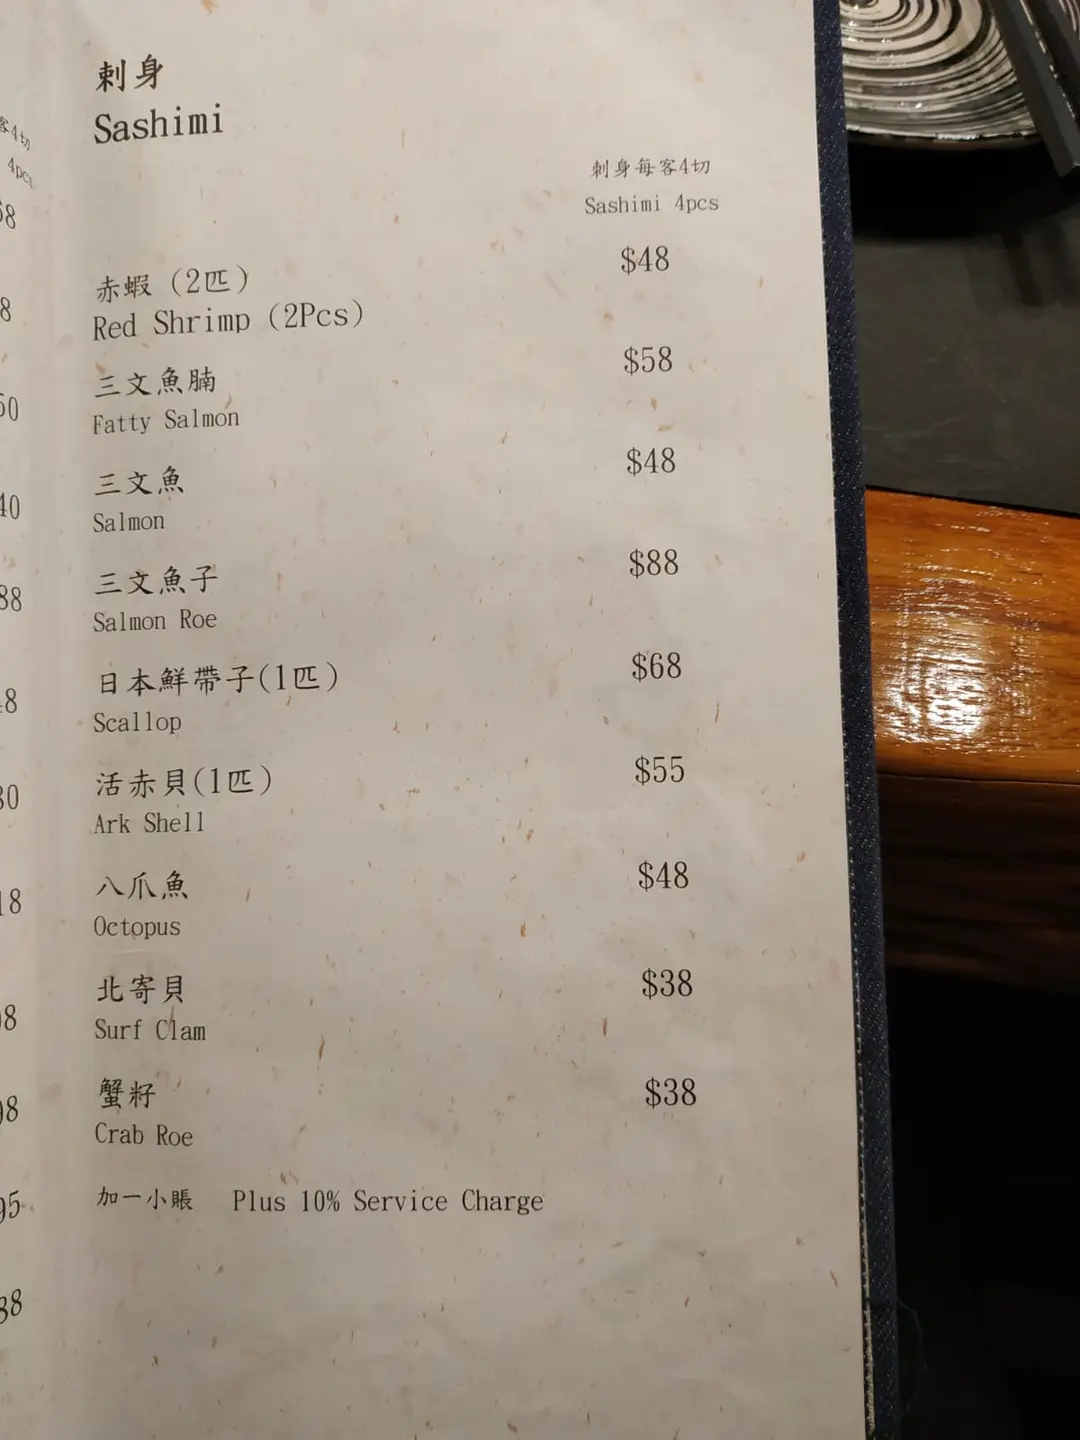 刺身
Sashimi
刺身每客4切
Sashimi 4pcs
赤蝦 (2匹) $48
Red Shrimp (2Pcs)
三文魚腩 $58
Fatty Salmon
三文魚 $48
Salmon
三文魚子 $88
Salmon Roe
日本鮮帶子(1匹) $68
Scallop
活赤貝(1匹) $55
Ark Shell
八爪魚 $48
Octopus
北寄貝 $38
Surf Clam
蟹籽 $38
Crab Roe
加一小賬 Plus 10% Service Charge